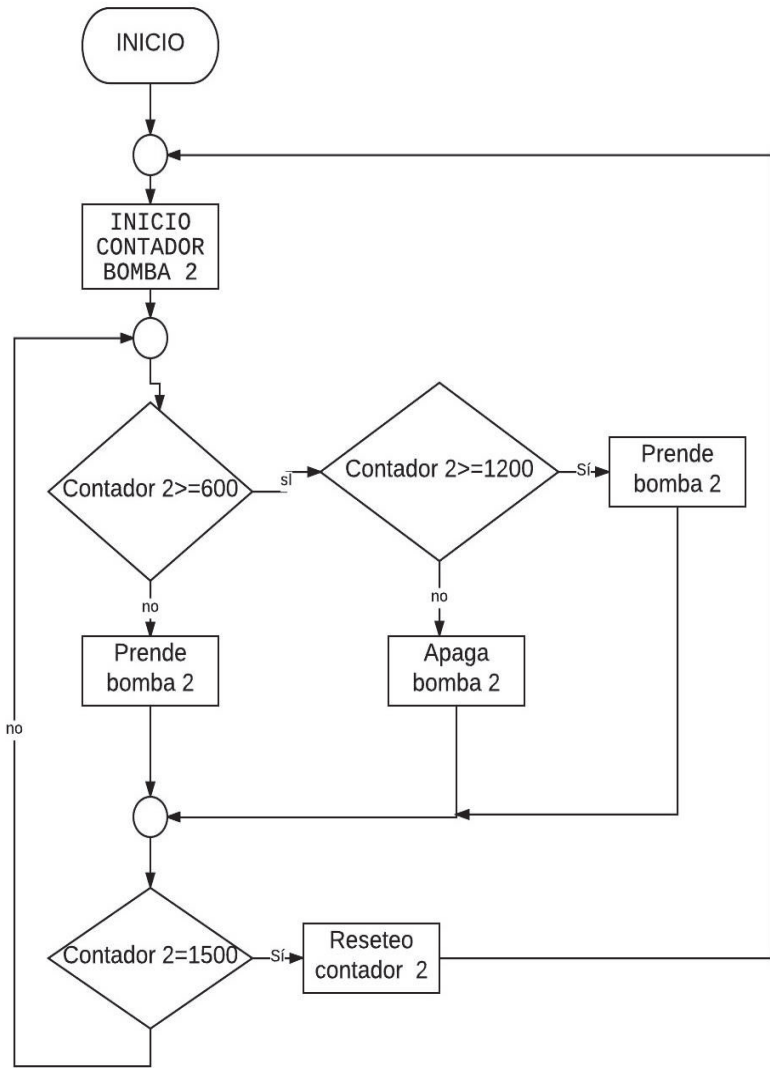 INICIO
INICIO
CONTADOR
BOMBA 2
Contador 2>=600
sI
Contador 2>=1200
Sí
Prende
bomba 2
no
Prende
bomba 2
no
Apaga
bomba 2
no
Contador 2=1500
Sí
Reseteo
contador 2